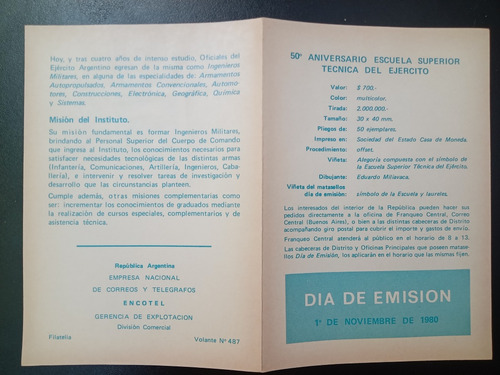 Hoy, y tras cuatro años de intenso estudio, Oficiales del
Ejército Argentino egresan de la misma como Ingenieros
Militares, en alguna de las especialidades de: Armamentos
Autopropulsados, Armamentos Convencionales, Automo-
tores, Construcciones, Electrónica, Geográfica, Química
y Sistemas.
Misión del Instituto.
Su misión fundamental es formar Ingenieros Militares,
brindando al Personal Superior del Cuerpo de Comando
que ingresa al Instituto, los conocimientos necesarios para
satisfacer necesidades tecnológicas de las distintas armas
(Infantería, Comunicaciones, Artillería, Ingenieros, Caba-
llería), e intervenir y resolver tareas de investigación y
desarrollo que las circunstancias planteen.
Cumple además, otras misiones complementarias como
ser: incrementar los conocimientos de graduados mediante
la realización de cursos especiales, complementarios y de
asistencia técnica.
República Argentina
EMPRESA NACIONAL
DE CORREOS Y TELEGRAFOS
ENCOTEL
GERENCIA DE EXPLOTACION
División Comercial
Filatelia
Volante Nº 487
50º ANIVERSARIO ESCUELA SUPERIOR
TECNICA DEL EJERCITO
Valor: $ 700.-
Color: multicolor.
Tirada: 2.000.000.-
Tamaño: 30 x 40 mm.
Pliegos de: 50 ejemplares.
Impreso en: Sociedad del Estado Casa de Moneda.
Procedimiento: offset.
Viñeta: Alegoría compuesta con el símbolo de
la Escuela Superior Técnica del Ejército.
Dibujante: Eduardo Miliavaca.
Viñeta del matasellos
día de emisión: símbolo de la Escuela y laureles.
Los interesados del interior de la República pueden hacer sus
pedidos directamente a la oficina de Franqueo Central, Correo
Central (Buenos Aires), o bien a las distintas cabeceras de Distrito
acompañando giro postal para cubrir el importe y gastos de envío.
Franqueo Central atenderá al público en el horario de 8 a 13.
Las cabeceras de Distrito y Oficinas Principales que poseen matase-
llos Día de Emisión, los aplicarán en el horario que las mismas fijen.
DIA DE EMISION
1º DE NOVIEMBRE DE 1980